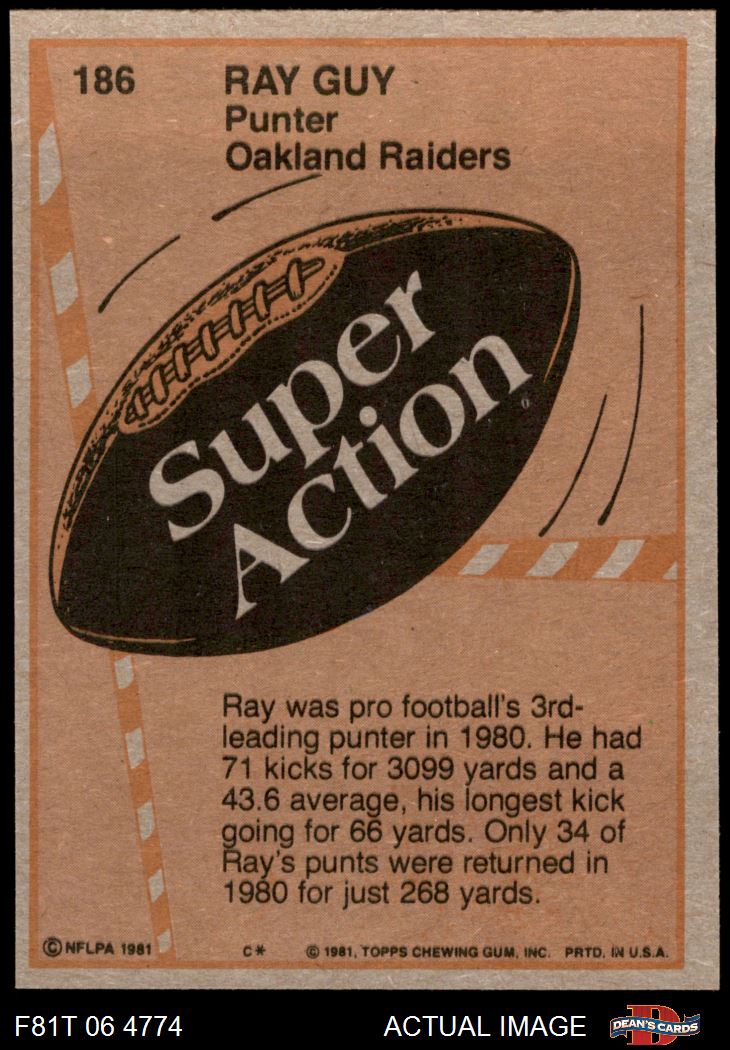 186
RAY GUY
Punter
Oakland Raiders
Super
Action
Ray was pro football's 3rd-
leading punter in 1980. He had
71 kicks for 3099 yards and a
43.6 average, his longest kick
going for 66 yards. Only 34 of
Ray's punts were returned in
1980 for just 268 yards.
© NFLPA 1981 C* © 1981, TOPPS CHEWING GUM, INC. PRTD. IN U.S.A.
F81T 06 4774 ACTUAL IMAGE D DEAN'S CARDS